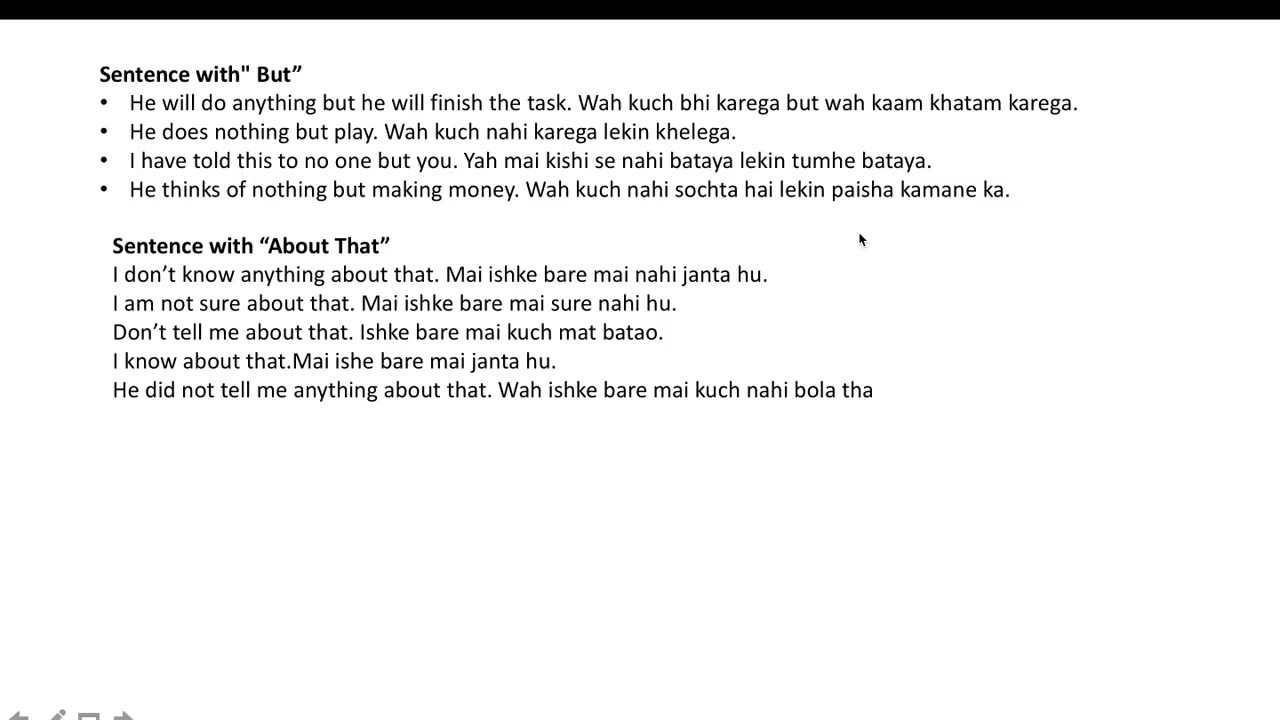 Sentence with" But”
• He will do anything but he will finish the task. Wah kuch bhi karega but wah kaam khatam karega.
• He does nothing but play. Wah kuch nahi karega lekin khelega.
• I have told this to no one but you. Yah mai kishi se nahi bataya lekin tumhe bataya.
• He thinks of nothing but making money. Wah kuch nahi sochta hai lekin paisha kamane ka.
Sentence with “About That”
I don’t know anything about that. Mai ishke bare mai nahi janta hu.
I am not sure about that. Mai ishke bare mai sure nahi hu.
Don’t tell me about that. Ishke bare mai kuch mat batao.
I know about that.Mai ishe bare mai janta hu.
He did not tell me anything about that. Wah ishke bare mai kuch nahi bola tha